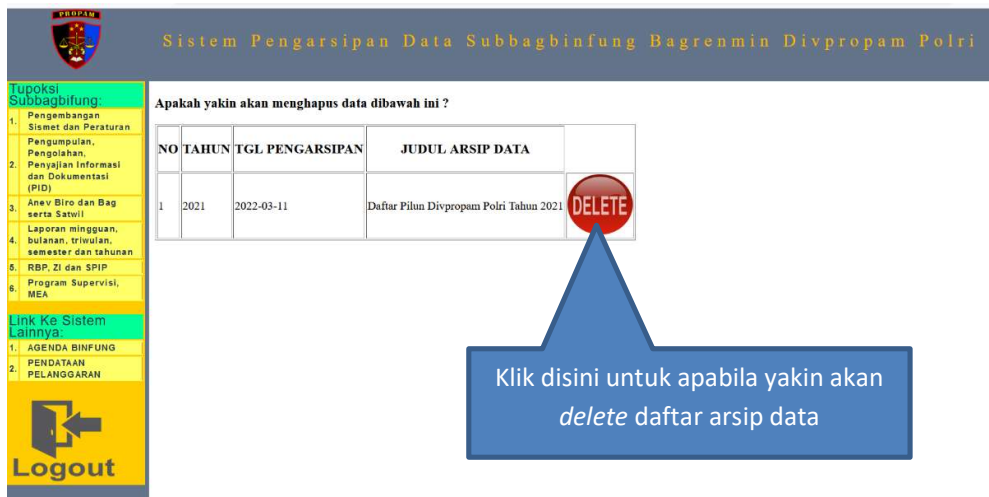 PROPAM
Sistem Pengarsipan Data Subbagbinfung Bagrenmin Divpropam Polri
Tupoksi
Subbagbifung:
1. Pengembangan
Sismet dan Peraturan
2. Pengumpulan,
Pengolahan,
Penyajian Informasi
dan Dokumentasi
(PID)
3. Anev Biro dan Bag
serta Satwil
4. Laporan mingguan,
bulanan, triwulan,
semester dan tahunan
5. RBP, ZI dan SPIP
6. Program Supervisi,
MEA
Link Ke Sistem
Lainnya:
1. AGENDA BINFUNG
2. PENDATAAN
PELANGGARAN
Logout
Apakah yakin akan menghapus data dibawah ini ?
NO TAHUN TGL PENGARSIPAN JUDUL ARSIP DATA
1 2021 2022-03-11 Daftar Pilun Divpropam Polri Tahun 2021 DELETE
Klik disini untuk apabila yakin akan
delete daftar arsip data